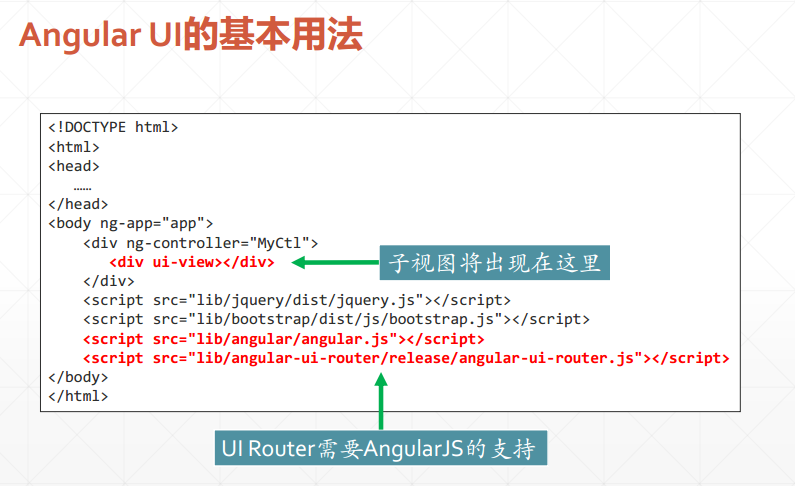 Angular UI的基本用法
<!DOCTYPE html>
<html>
<head>
……
</head>
<body ng-app="app">
<div ng-controller="MyCtl">
<div ui-view></div>
子视图将出现在这里
</div>
<script src="lib/jquery/dist/jquery.js"></script>
<script src="lib/bootstrap/dist/js/bootstrap.js"></script>
<script src="lib/angular/angular.js"></script>
<script src="lib/angular-ui-router/release/angular-ui-router.js"></script>
</body>
</html>
UI Router需要AngularJS的支持